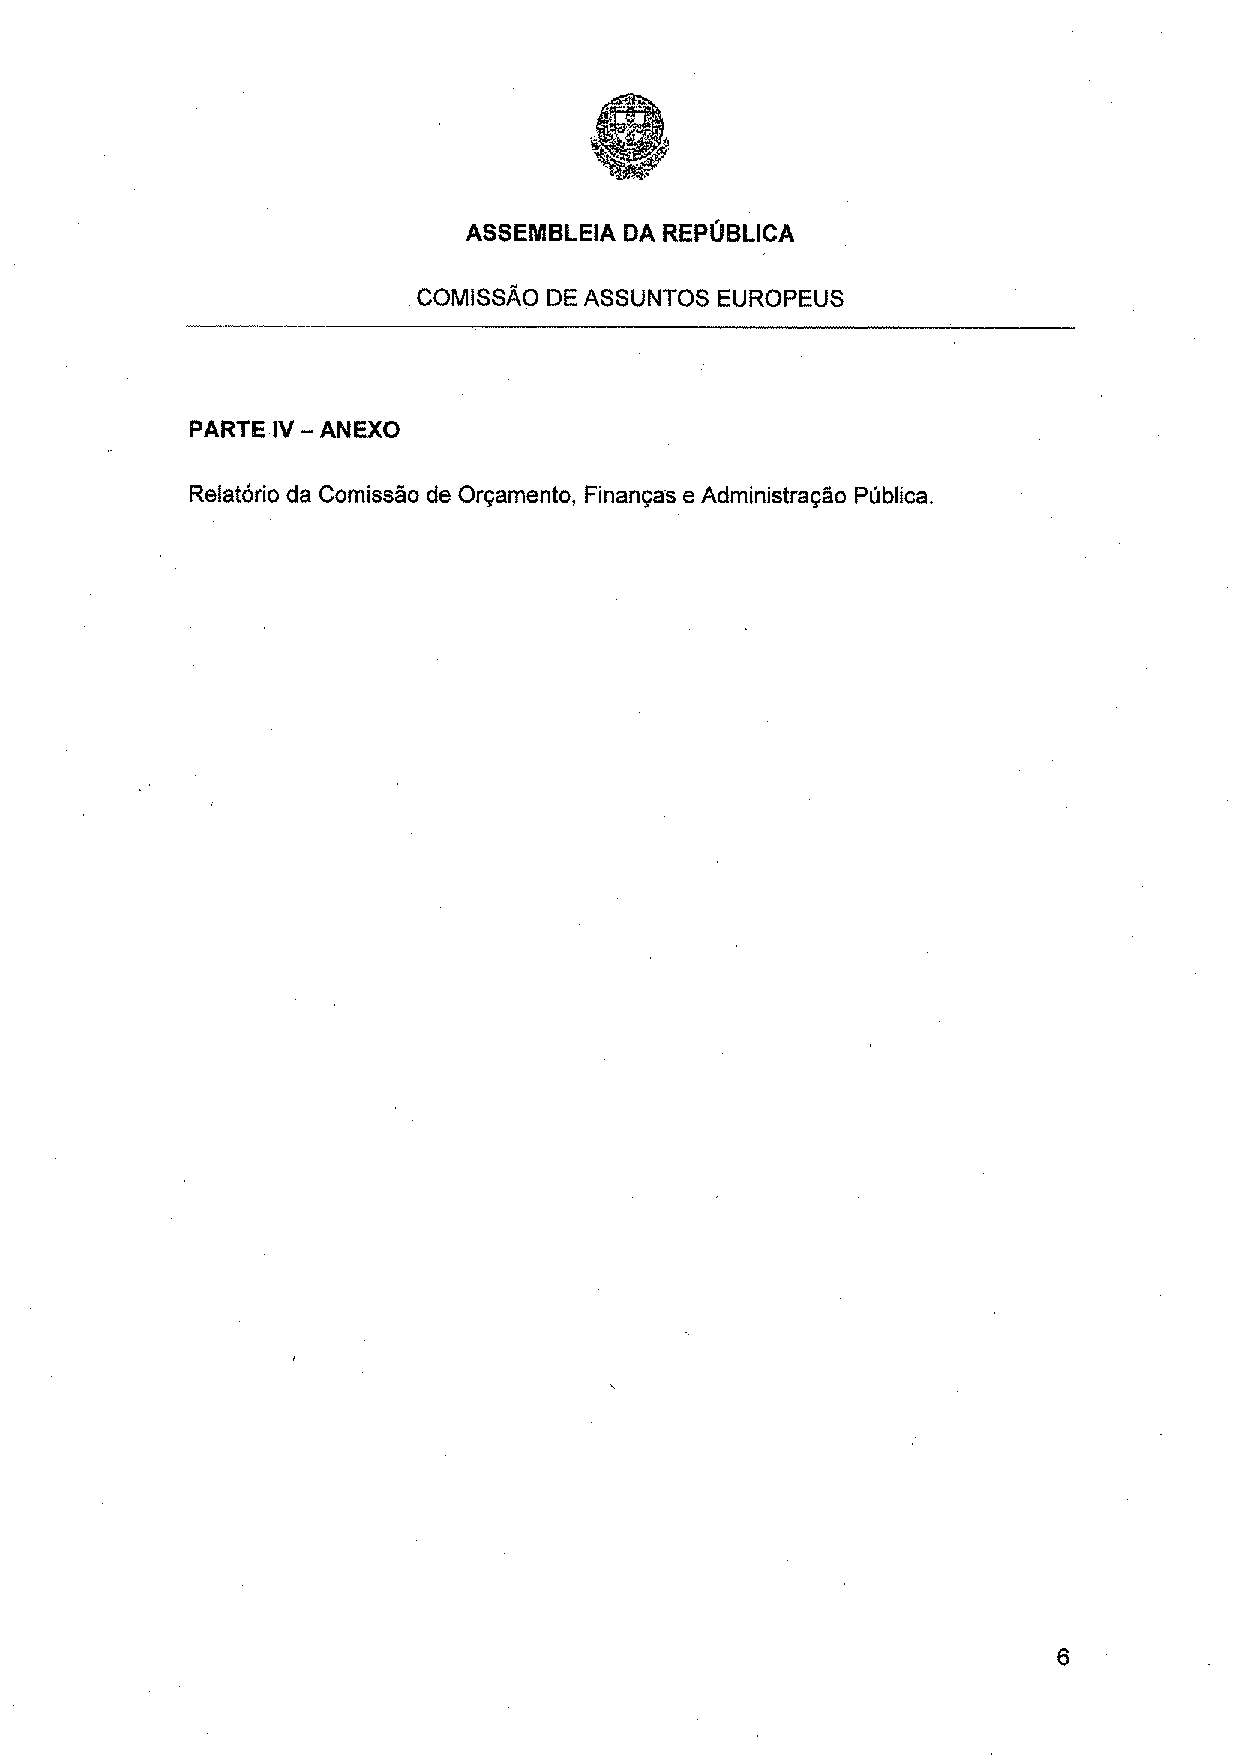 ASSEMBLEIA DA REPÚBLICA
COMISSÃO DE ASSUNTOS EUROPEUS
PARTE IV – ANEXO
Relatório da Comissão de Orçamento, Finanças e Administração Pública.
6